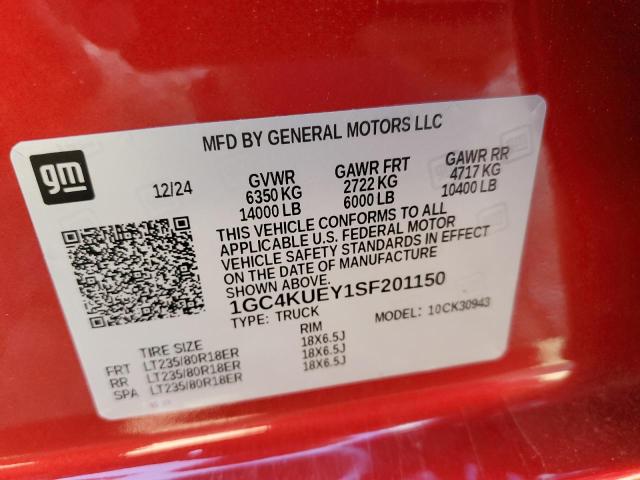 MFD BY GENERAL MOTORS LLC
gm
12/24 GVWR GAWR FRT GAWR RR
6350 KG 2722 KG 4717 KG
14000 LB 6000 LB 10400 LB
THIS VEHICLE CONFORMS TO ALL
APPLICABLE U.S. FEDERAL MOTOR
VEHICLE SAFETY STANDARDS IN EFFECT
ON THE DATE OF MANUFACTURE
SHOWN ABOVE.
1GC4KUEY1SF201150
TYPE: TRUCK MODEL: 10CK30943
TIRE SIZE RIM
FRT LT235/80R18ER 18X6.5J
RR LT235/80R18ER 18X6.5J
SPA LT235/80R18ER 18X6.5J